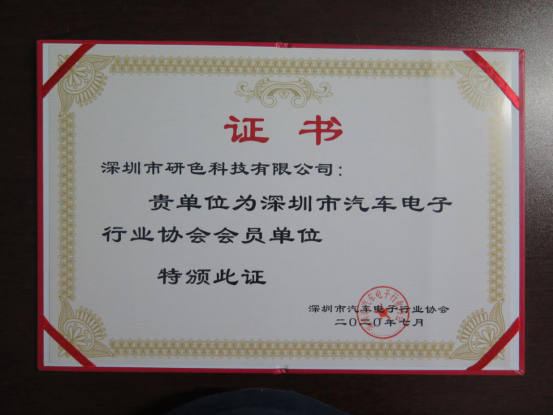 证书
深圳市研色科技有限公司：
贵单位为深圳市汽车电子
行业协会会员单位
特颁此证
深圳市汽车电子行业协会
二〇二〇年七月